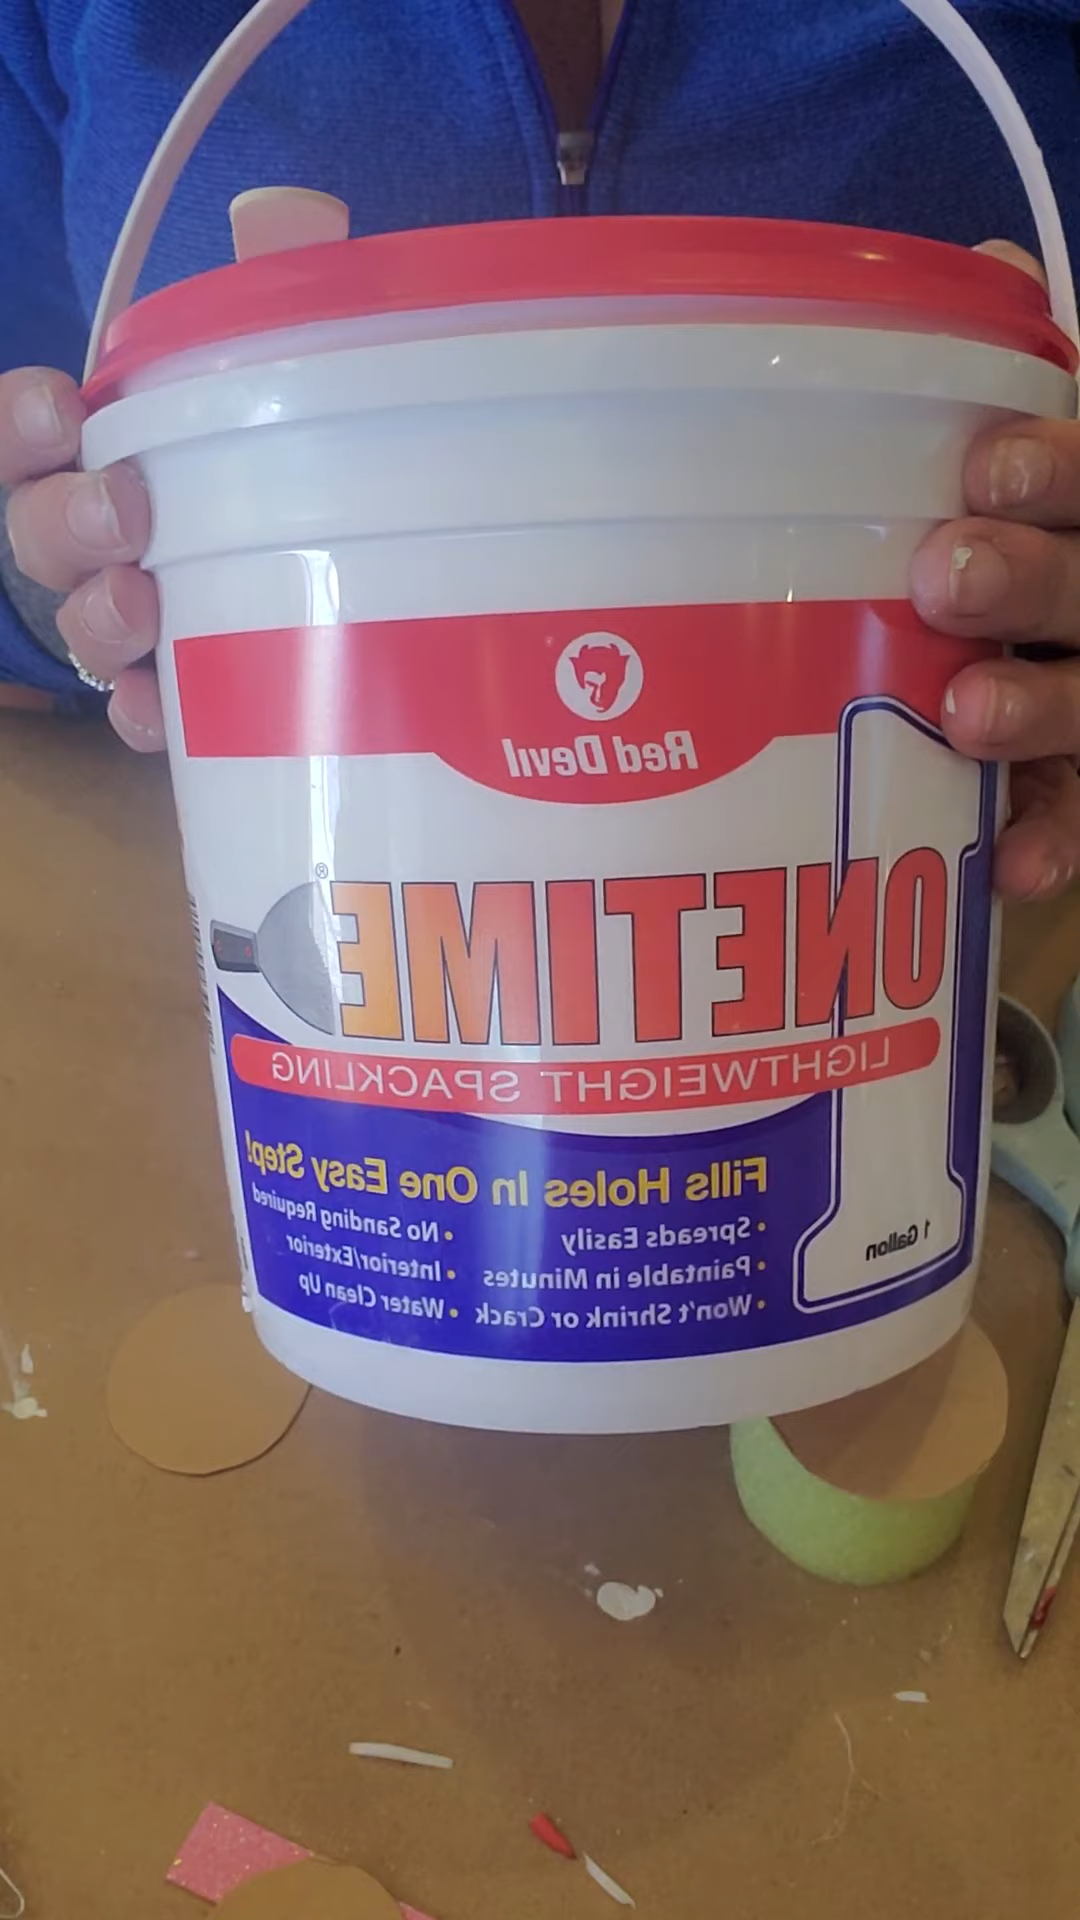 Red Devil
ONETIME®
LIGHTWEIGHT SPACKLING
Fills Holes In One Easy Step!
• Spreads Easily
• Paintable in Minutes
• Won't Shrink or Crack
• No Sanding Required
• Interior/Exterior
• Water Clean Up
1
1 Gallon